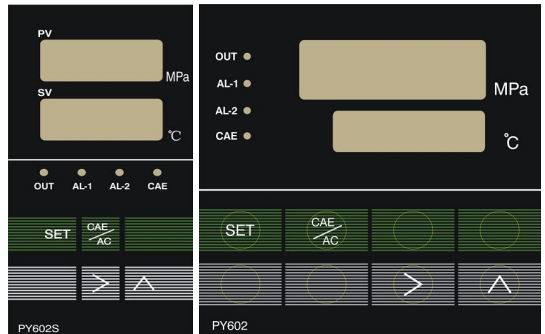 PV
MPa
SV
℃
OUT AL-1 AL-2 CAE
SET CAE/AC
PY602S
OUT
AL-1
AL-2
CAE
MPa
℃
SET CAE/AC
PY602